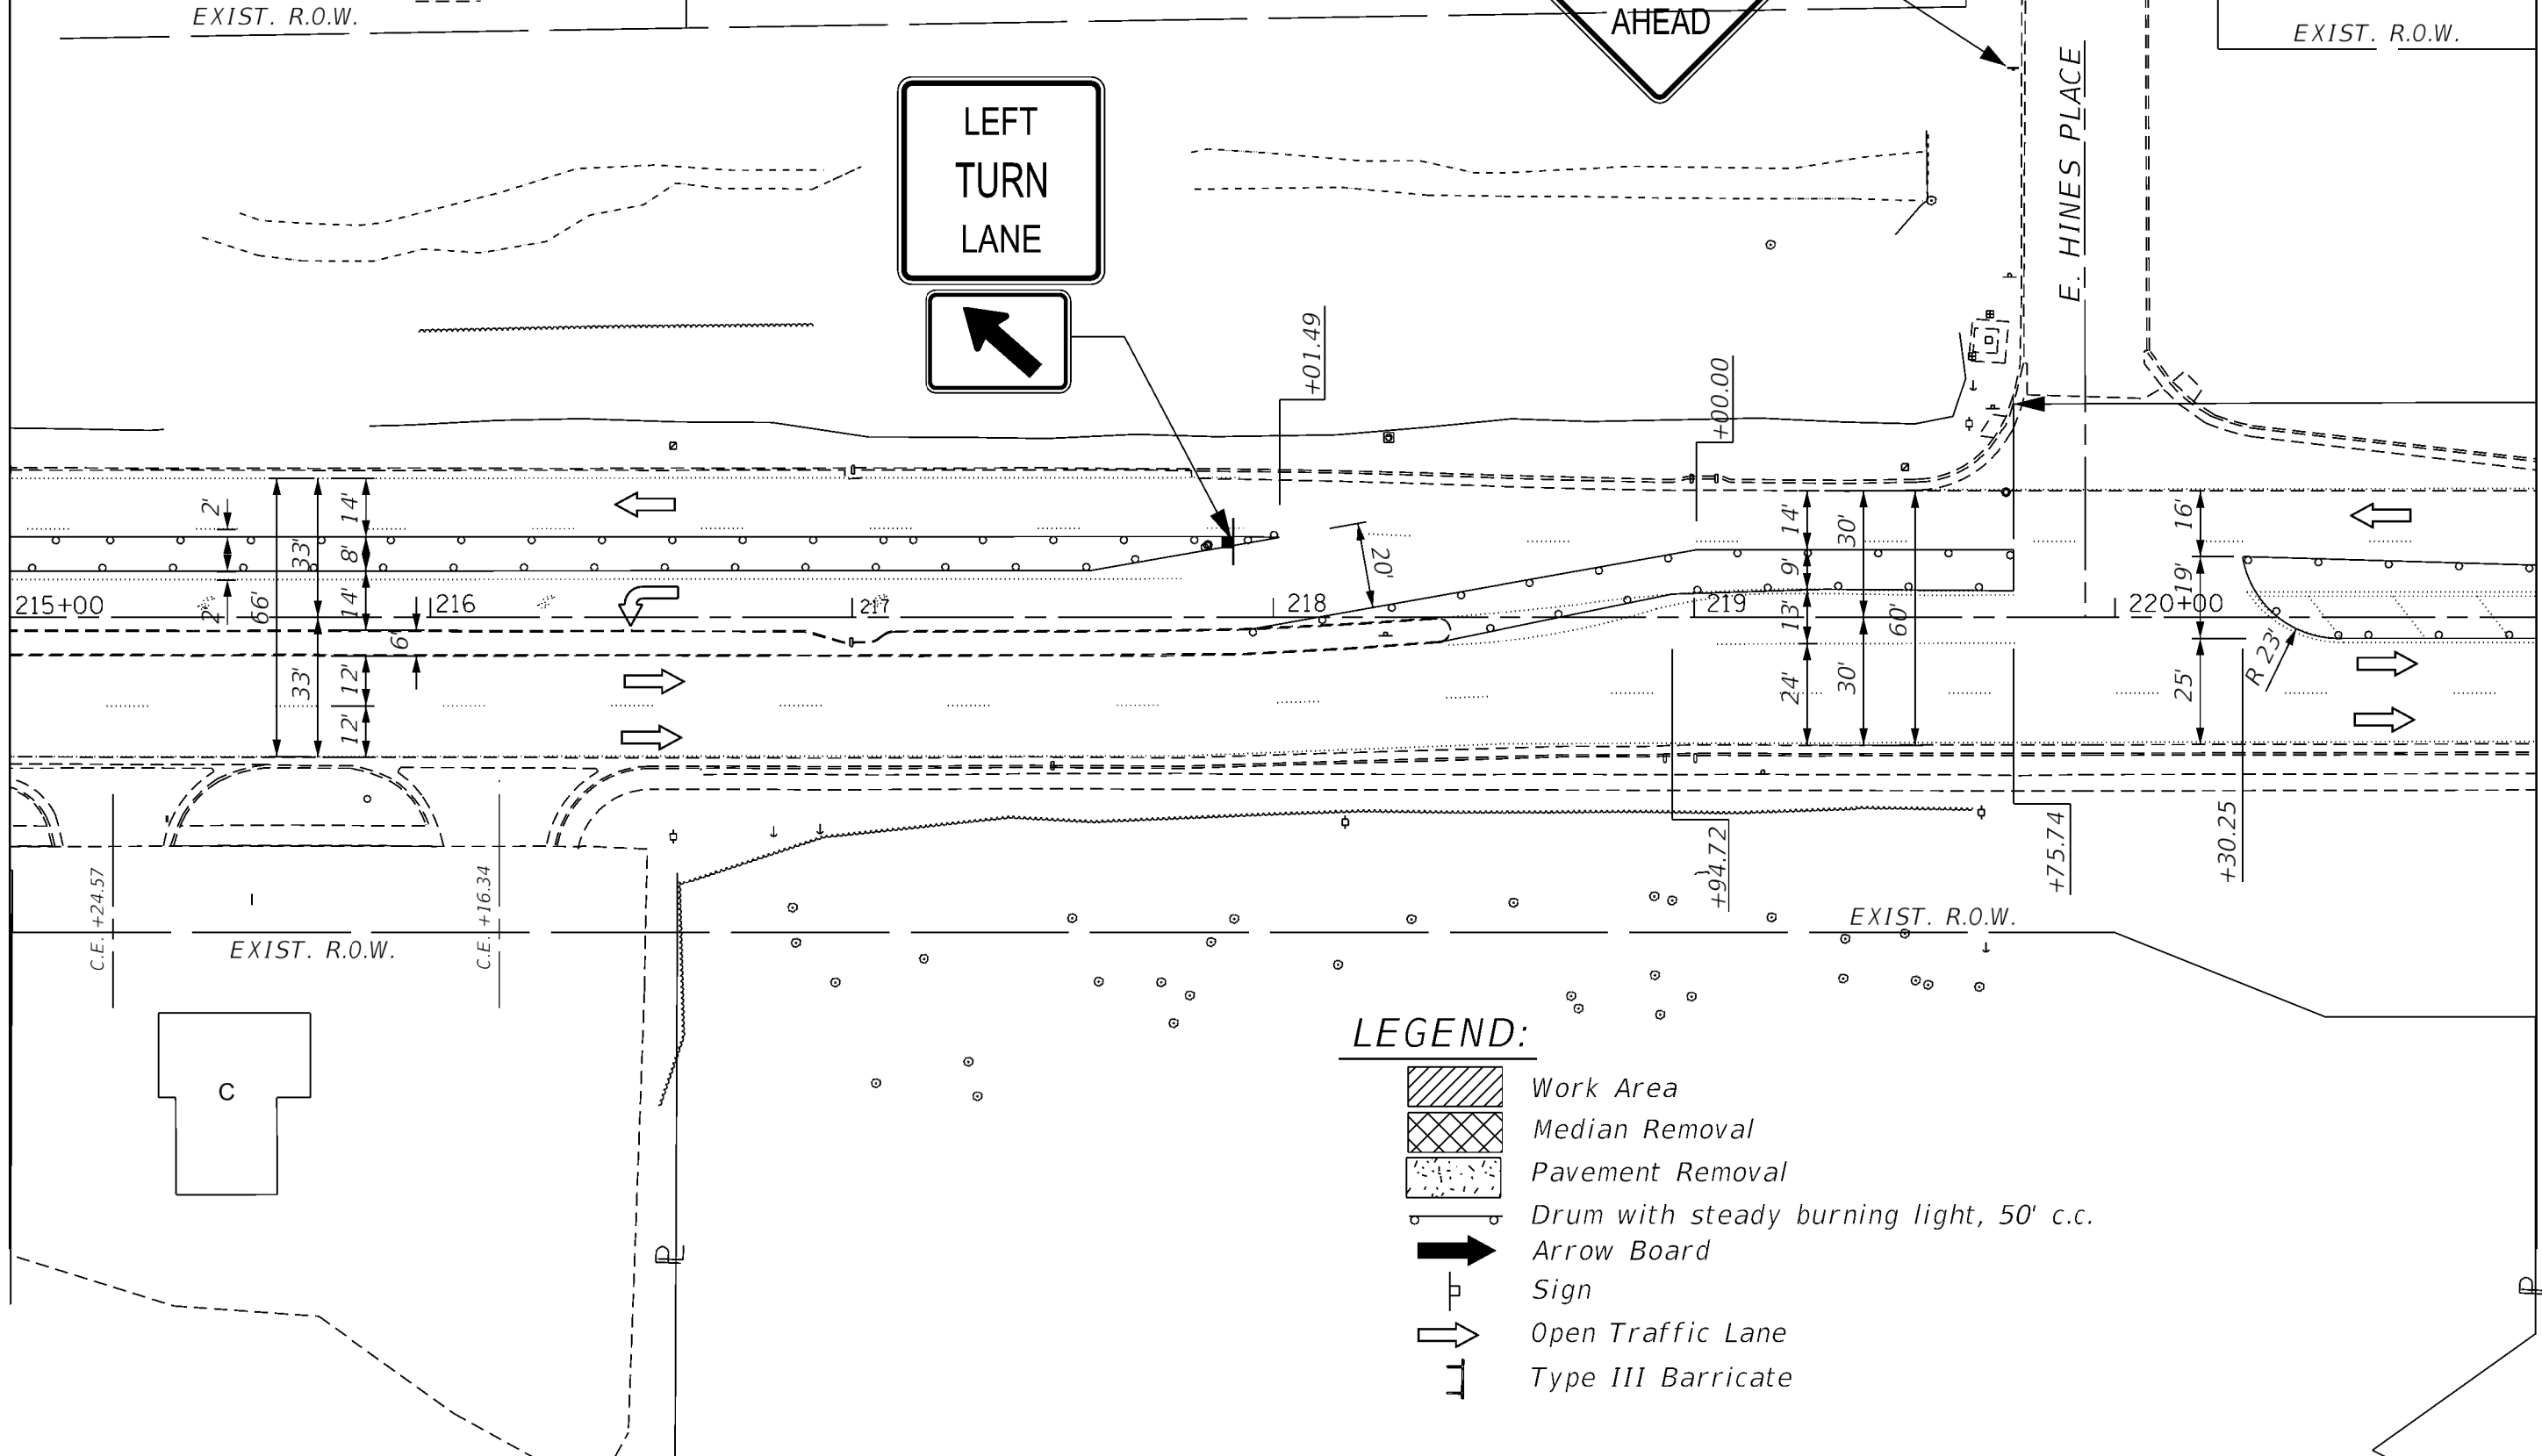 EXIST. R.O.W.
AHEAD
EXIST. R.O.W.
E. HINES PLACE
LEFT
TURN
LANE
+01.49
+00.00
2'
33'
14'
8'
14'
2'
66'
6'
33'
12'
12'
20'
14'
30'
9'
13'
60'
24'
30'
16'
19'
25'
R 23'
215+00
216
217
218
219
220+00
C.E. +24.57
C.E. +16.34
+94.72
+75.74
+30.25
EXIST. R.O.W.
EXIST. R.O.W.
C
PL
PL
LEGEND:
Work Area
Median Removal
Pavement Removal
Drum with steady burning light, 50' c.c.
Arrow Board
Sign
Open Traffic Lane
Type III Barricate